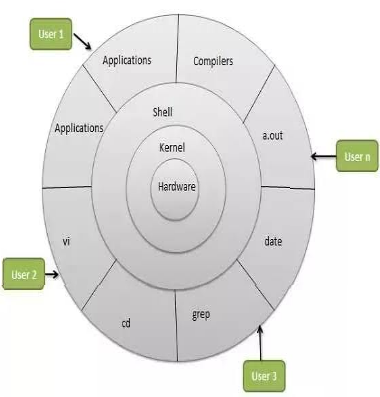 User 1
Applications
Compilers
Applications
Shell
a.out
Kernel
User n
Hardware
vi
date
User 2
cd
grep
User 3